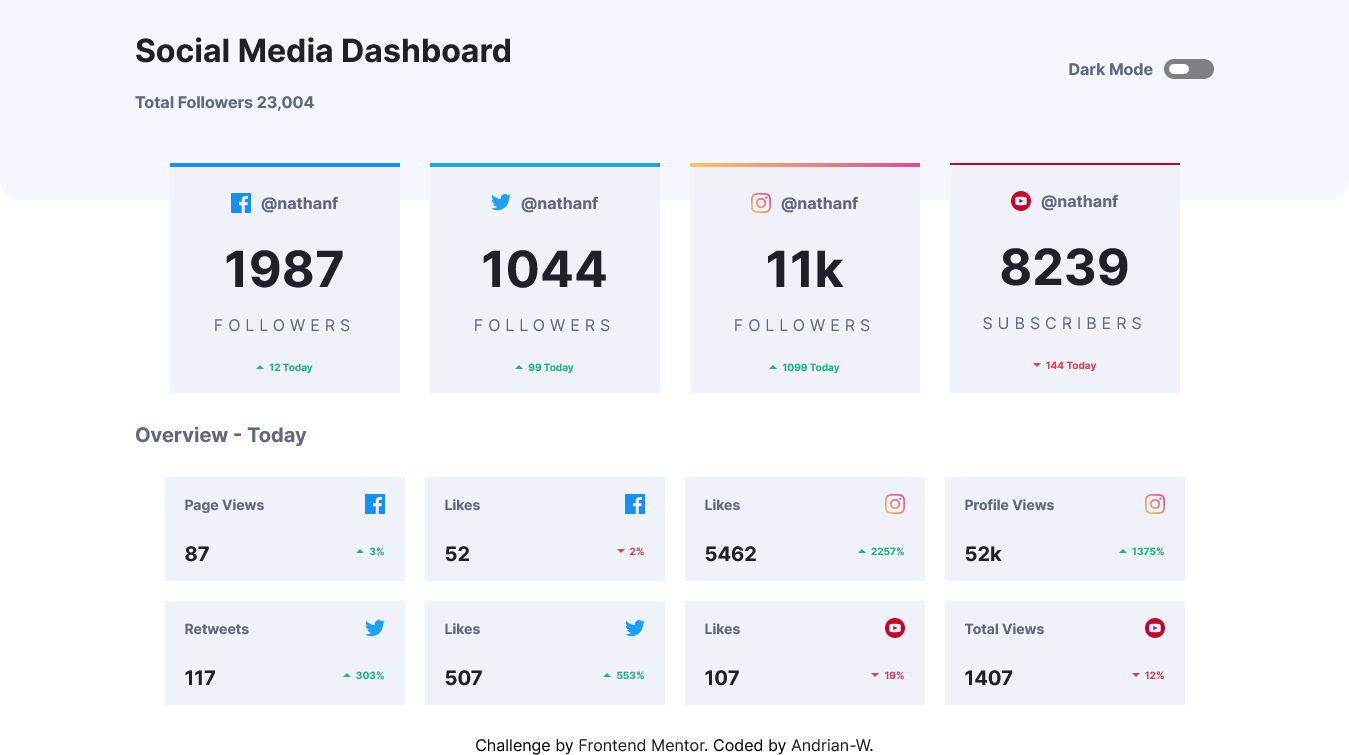 Social Media Dashboard
Total Followers 23,004
Dark Mode
@nathanf
1987
FOLLOWERS
12 Today
@nathanf
1044
FOLLOWERS
99 Today
@nathanf
11k
FOLLOWERS
1099 Today
@nathanf
8239
SUBSCRIBERS
144 Today
Overview - Today
Page Views
87
3%
Likes
52
2%
Likes
5462
2257%
Profile Views
52k
1375%
Retweets
117
303%
Likes
507
553%
Likes
107
19%
Total Views
1407
12%
Challenge by Frontend Mentor. Coded by Andrian-W.